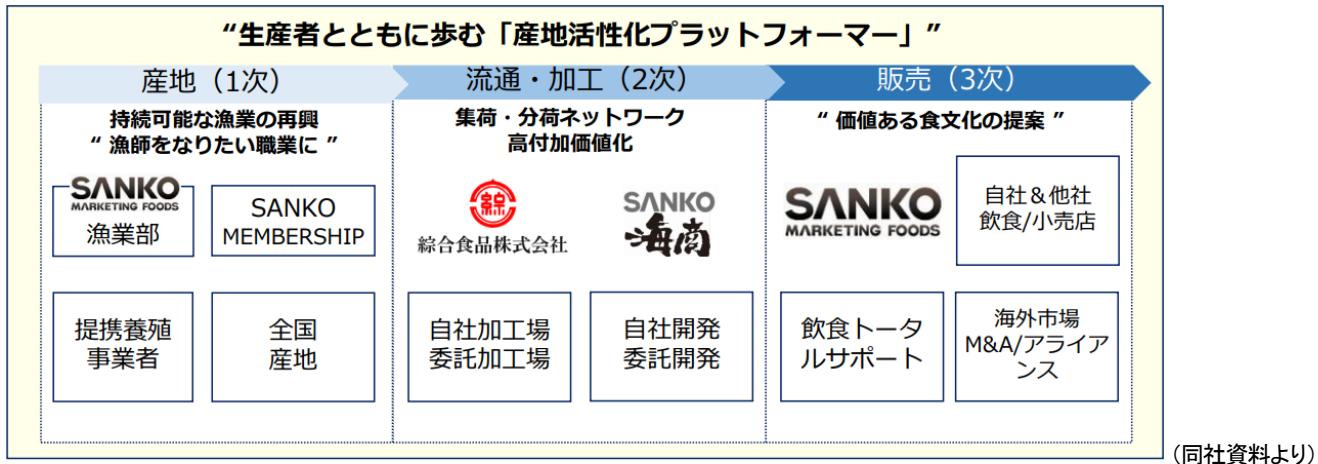 “生産者とともに歩む「産地活性化プラットフォーマー」”
産地（1次）
持続可能な漁業の再興
“ 漁師をなりたい職業に ”
SANKO
MARKETING FOODS
漁業部
SANKO
MEMBERSHIP
提携養殖
事業者
全国
産地
流通・加工（2次）
集荷・分荷ネットワーク
高付加価値化
綜
綜合食品株式会社
SANKO
海商
自社加工場
委託加工場
自社開発
委託開発
販売（3次）
“ 価値ある食文化の提案 ”
SANKO
MARKETING FOODS
自社＆他社
飲食/小売店
飲食トータ
ルサポート
海外市場
M&A/アライア
ンス
(同社資料より)